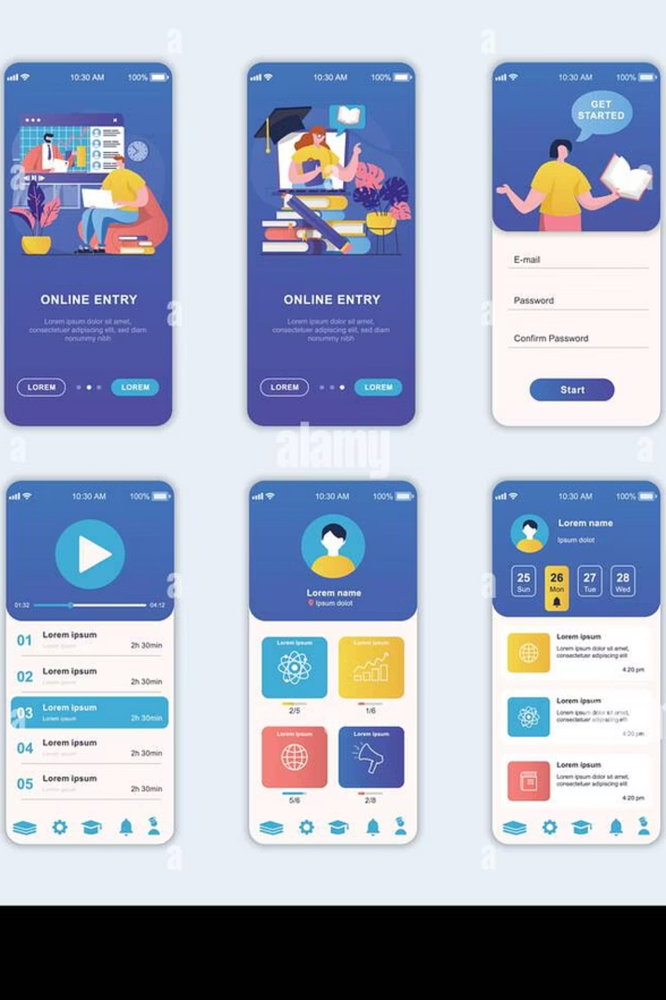 10:30 AM 100%
ONLINE ENTRY
Lorem ipsum dolor sit amet,
consectetuer adipiscing elit, sed diam
nonummy nibh
LOREM LOREM
10:30 AM 100%
ONLINE ENTRY
Lorem ipsum dolor sit amet,
consectetuer adipiscing elit, sed diam
nonummy nibh
LOREM LOREM
10:30 AM 100%
GET
STARTED
E-mail
Password
Confirm Password
Start
alamy
10:30 AM 100%
01:32 04:12
01 Lorem ipsum
Lorem ipsum 2h 30min
02 Lorem ipsum
Lorem ipsum 2h 30min
03 Lorem ipsum
Lorem ipsum 2h 30min
04 Lorem ipsum
Lorem ipsum 2h 30min
05 Lorem ipsum
Lorem ipsum 2h 30min
10:30 AM 100%
Lorem name
Ipsum dolot
Lorem ipsum Lorem ipsum
2/5 1/6
Lorem ipsum Lorem ipsum
5/6 2/8
10:30 AM 100%
Lorem name
Ipsum dolot
25 26 27 28
Sun Mon Tue Wed
Lorem ipsum
Lorem ipsum dolor sit amet,
consectetuer adipiscing elit
4:20 pm
Lorem ipsum
Lorem ipsum dolor sit amet,
consectetuer adipiscing elit
4:20 pm
Lorem ipsum
Lorem ipsum dolor sit amet,
consectetuer adipiscing elit
4:20 pm